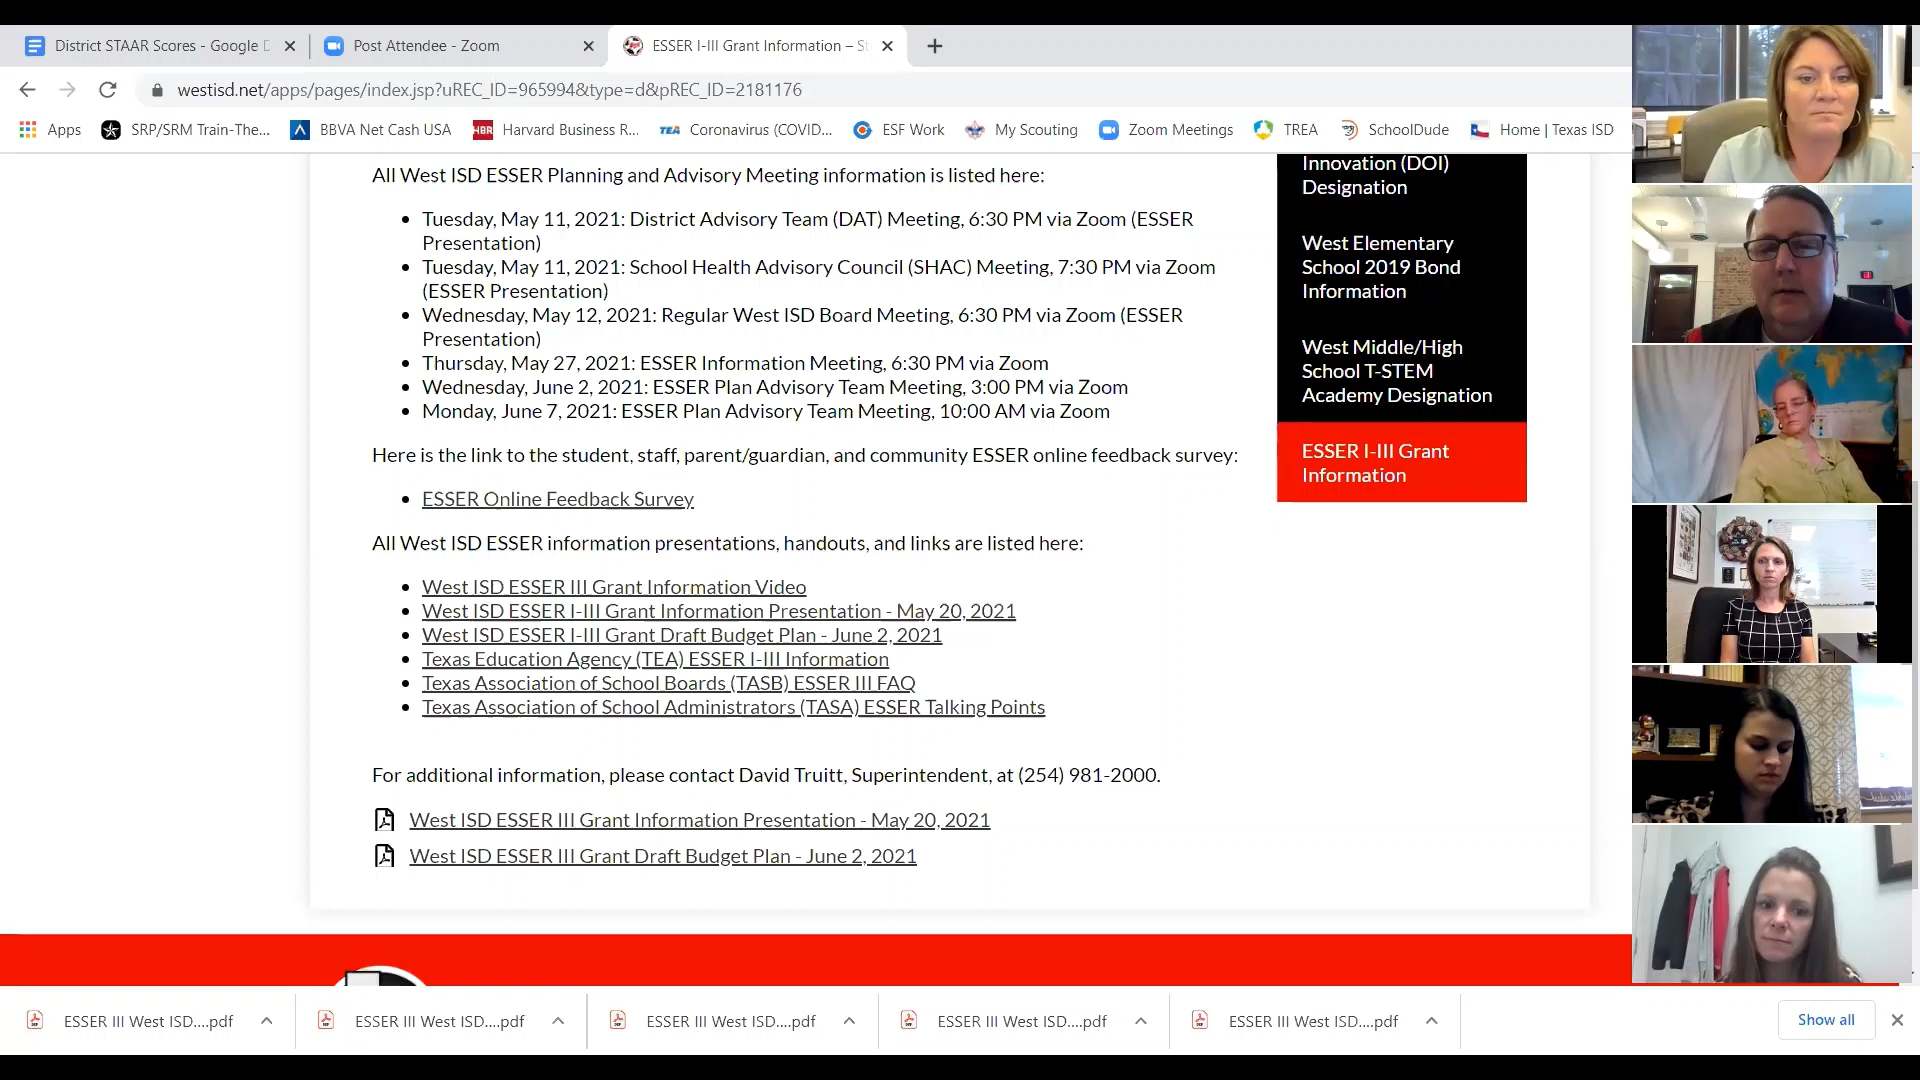 District STAAR Scores - Google D
Post Attendee - Zoom
ESSER I-III Grant Information – St
westisd.net/apps/pages/index.jsp?uREC_ID=965994&type=d&pREC_ID=2181176
Apps
SRP/SRM Train-The...
BBVA Net Cash USA
HBR
Harvard Business R...
TEA
Coronavirus (COVID...
ESF Work
My Scouting
Zoom Meetings
TREA
SchoolDude
Home | Texas ISD
All West ISD ESSER Planning and Advisory Meeting information is listed here:
• Tuesday, May 11, 2021: District Advisory Team (DAT) Meeting, 6:30 PM via Zoom (ESSER
Presentation)
• Tuesday, May 11, 2021: School Health Advisory Council (SHAC) Meeting, 7:30 PM via Zoom
(ESSER Presentation)
• Wednesday, May 12, 2021: Regular West ISD Board Meeting, 6:30 PM via Zoom (ESSER
Presentation)
• Thursday, May 27, 2021: ESSER Information Meeting, 6:30 PM via Zoom
• Wednesday, June 2, 2021: ESSER Plan Advisory Team Meeting, 3:00 PM via Zoom
• Monday, June 7, 2021: ESSER Plan Advisory Team Meeting, 10:00 AM via Zoom
Here is the link to the student, staff, parent/guardian, and community ESSER online feedback survey:
• ESSER Online Feedback Survey
All West ISD ESSER information presentations, handouts, and links are listed here:
• West ISD ESSER III Grant Information Video
• West ISD ESSER I-III Grant Information Presentation - May 20, 2021
• West ISD ESSER I-III Grant Draft Budget Plan - June 2, 2021
• Texas Education Agency (TEA) ESSER I-III Information
• Texas Association of School Boards (TASB) ESSER III FAQ
• Texas Association of School Administrators (TASA) ESSER Talking Points
For additional information, please contact David Truitt, Superintendent, at (254) 981-2000.
West ISD ESSER III Grant Information Presentation - May 20, 2021
West ISD ESSER III Grant Draft Budget Plan - June 2, 2021
Innovation (DOI)
Designation
West Elementary
School 2019 Bond
Information
West Middle/High
School T-STEM
Academy Designation
ESSER I-III Grant
Information
ESSER III West ISD....pdf
ESSER III West ISD....pdf
ESSER III West ISD....pdf
ESSER III West ISD....pdf
ESSER III West ISD....pdf
Show all